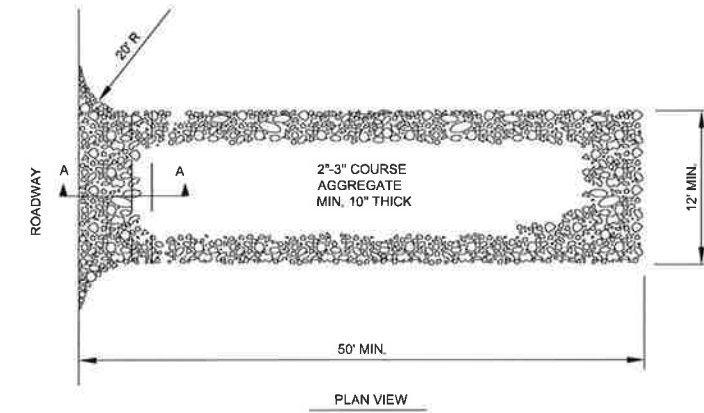 20' R
ROADWAY
A
A
2"-3" COURSE
AGGREGATE
MIN. 10" THICK
12' MIN.
50' MIN.
PLAN VIEW